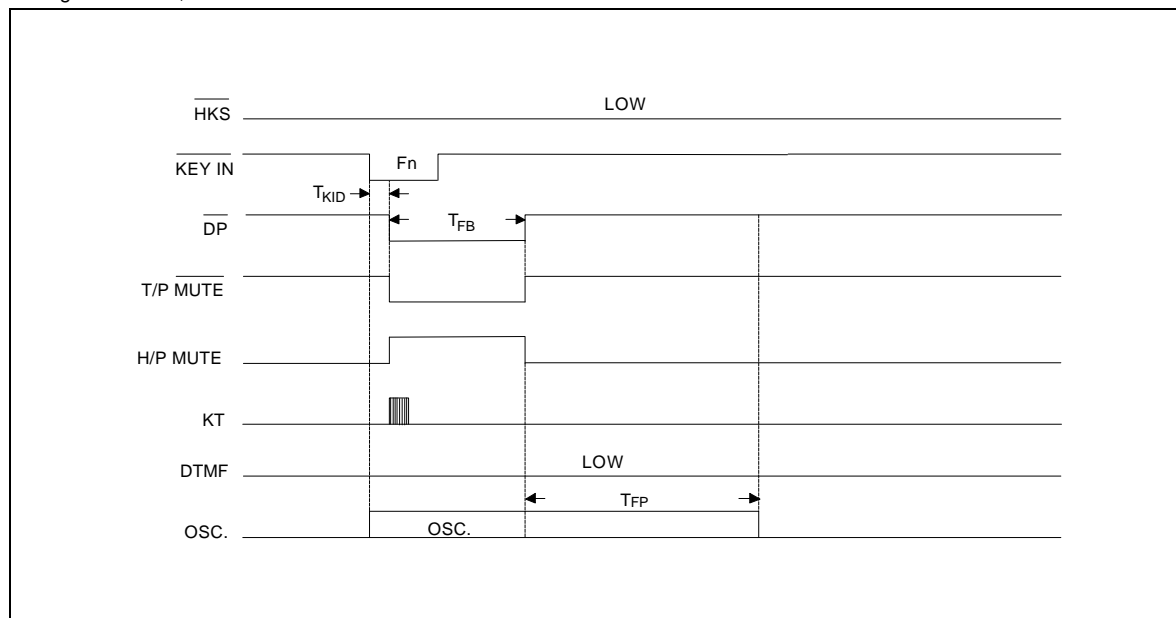 LOW
HKS
KEY IN
Fn
TKID
DP
TFB
T/P MUTE
H/P MUTE
KT
DTMF
LOW
TFP
OSC.
OSC.